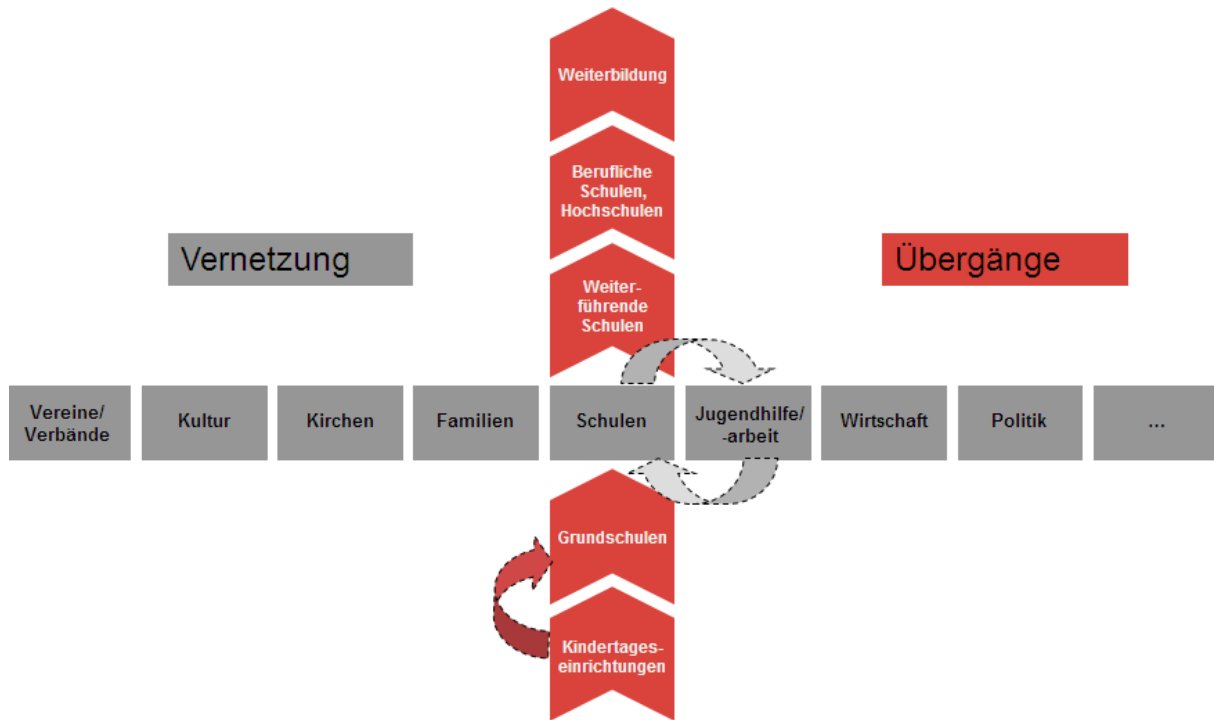 Weiterbildung
Berufliche
Schulen,
Hochschulen
Vernetzung
Übergänge
Weiter-
führende
Schulen
Vereine/
Verbände
Kultur
Kirchen
Familien
Schulen
Jugendhilfe/
-arbeit
Wirtschaft
Politik
...
Grundschulen
Kindertages-
einrichtungen